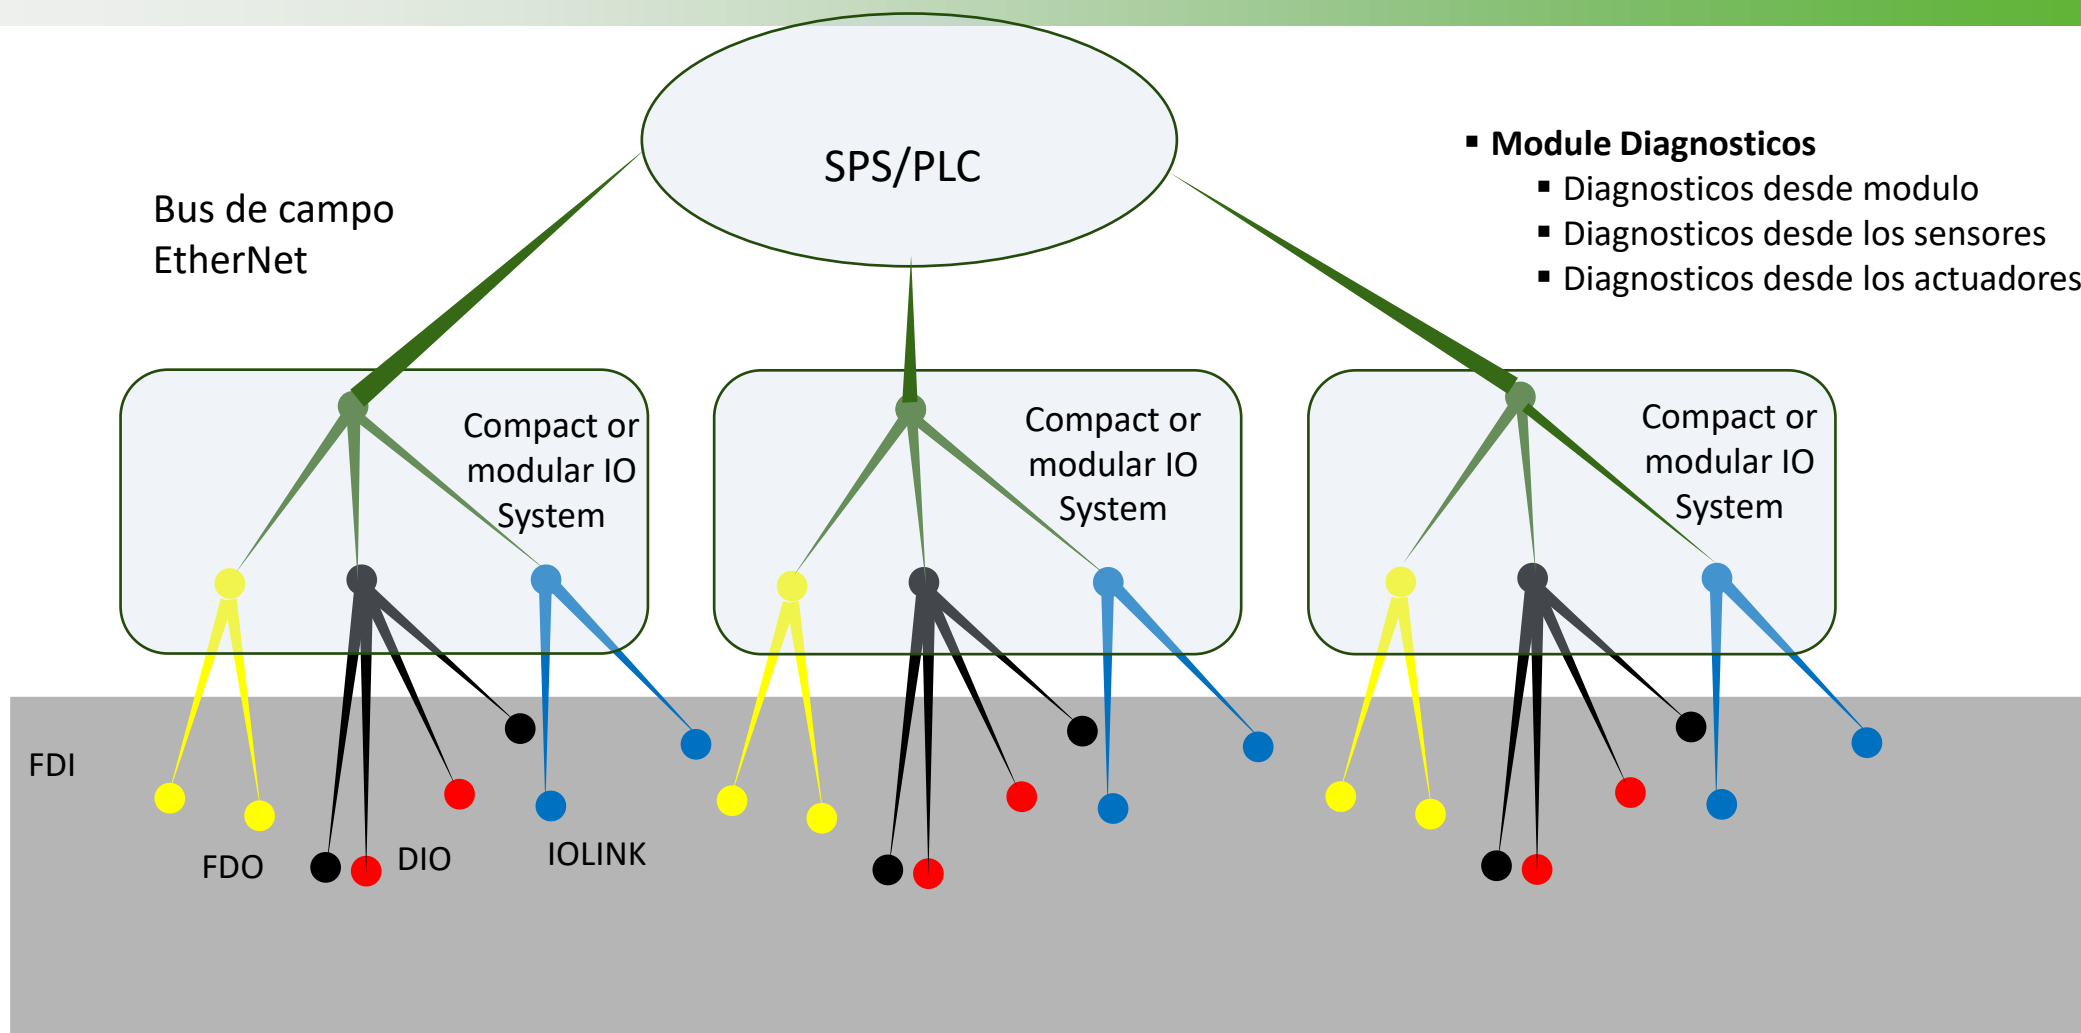 SPS/PLC
Bus de campo
EtherNet
▪ Module Diagnosticos
▪ Diagnosticos desde modulo
▪ Diagnosticos desde los sensores
▪ Diagnosticos desde los actuadores
Compact or
modular IO
System
Compact or
modular IO
System
Compact or
modular IO
System
FDI
FDO
DIO
IOLINK